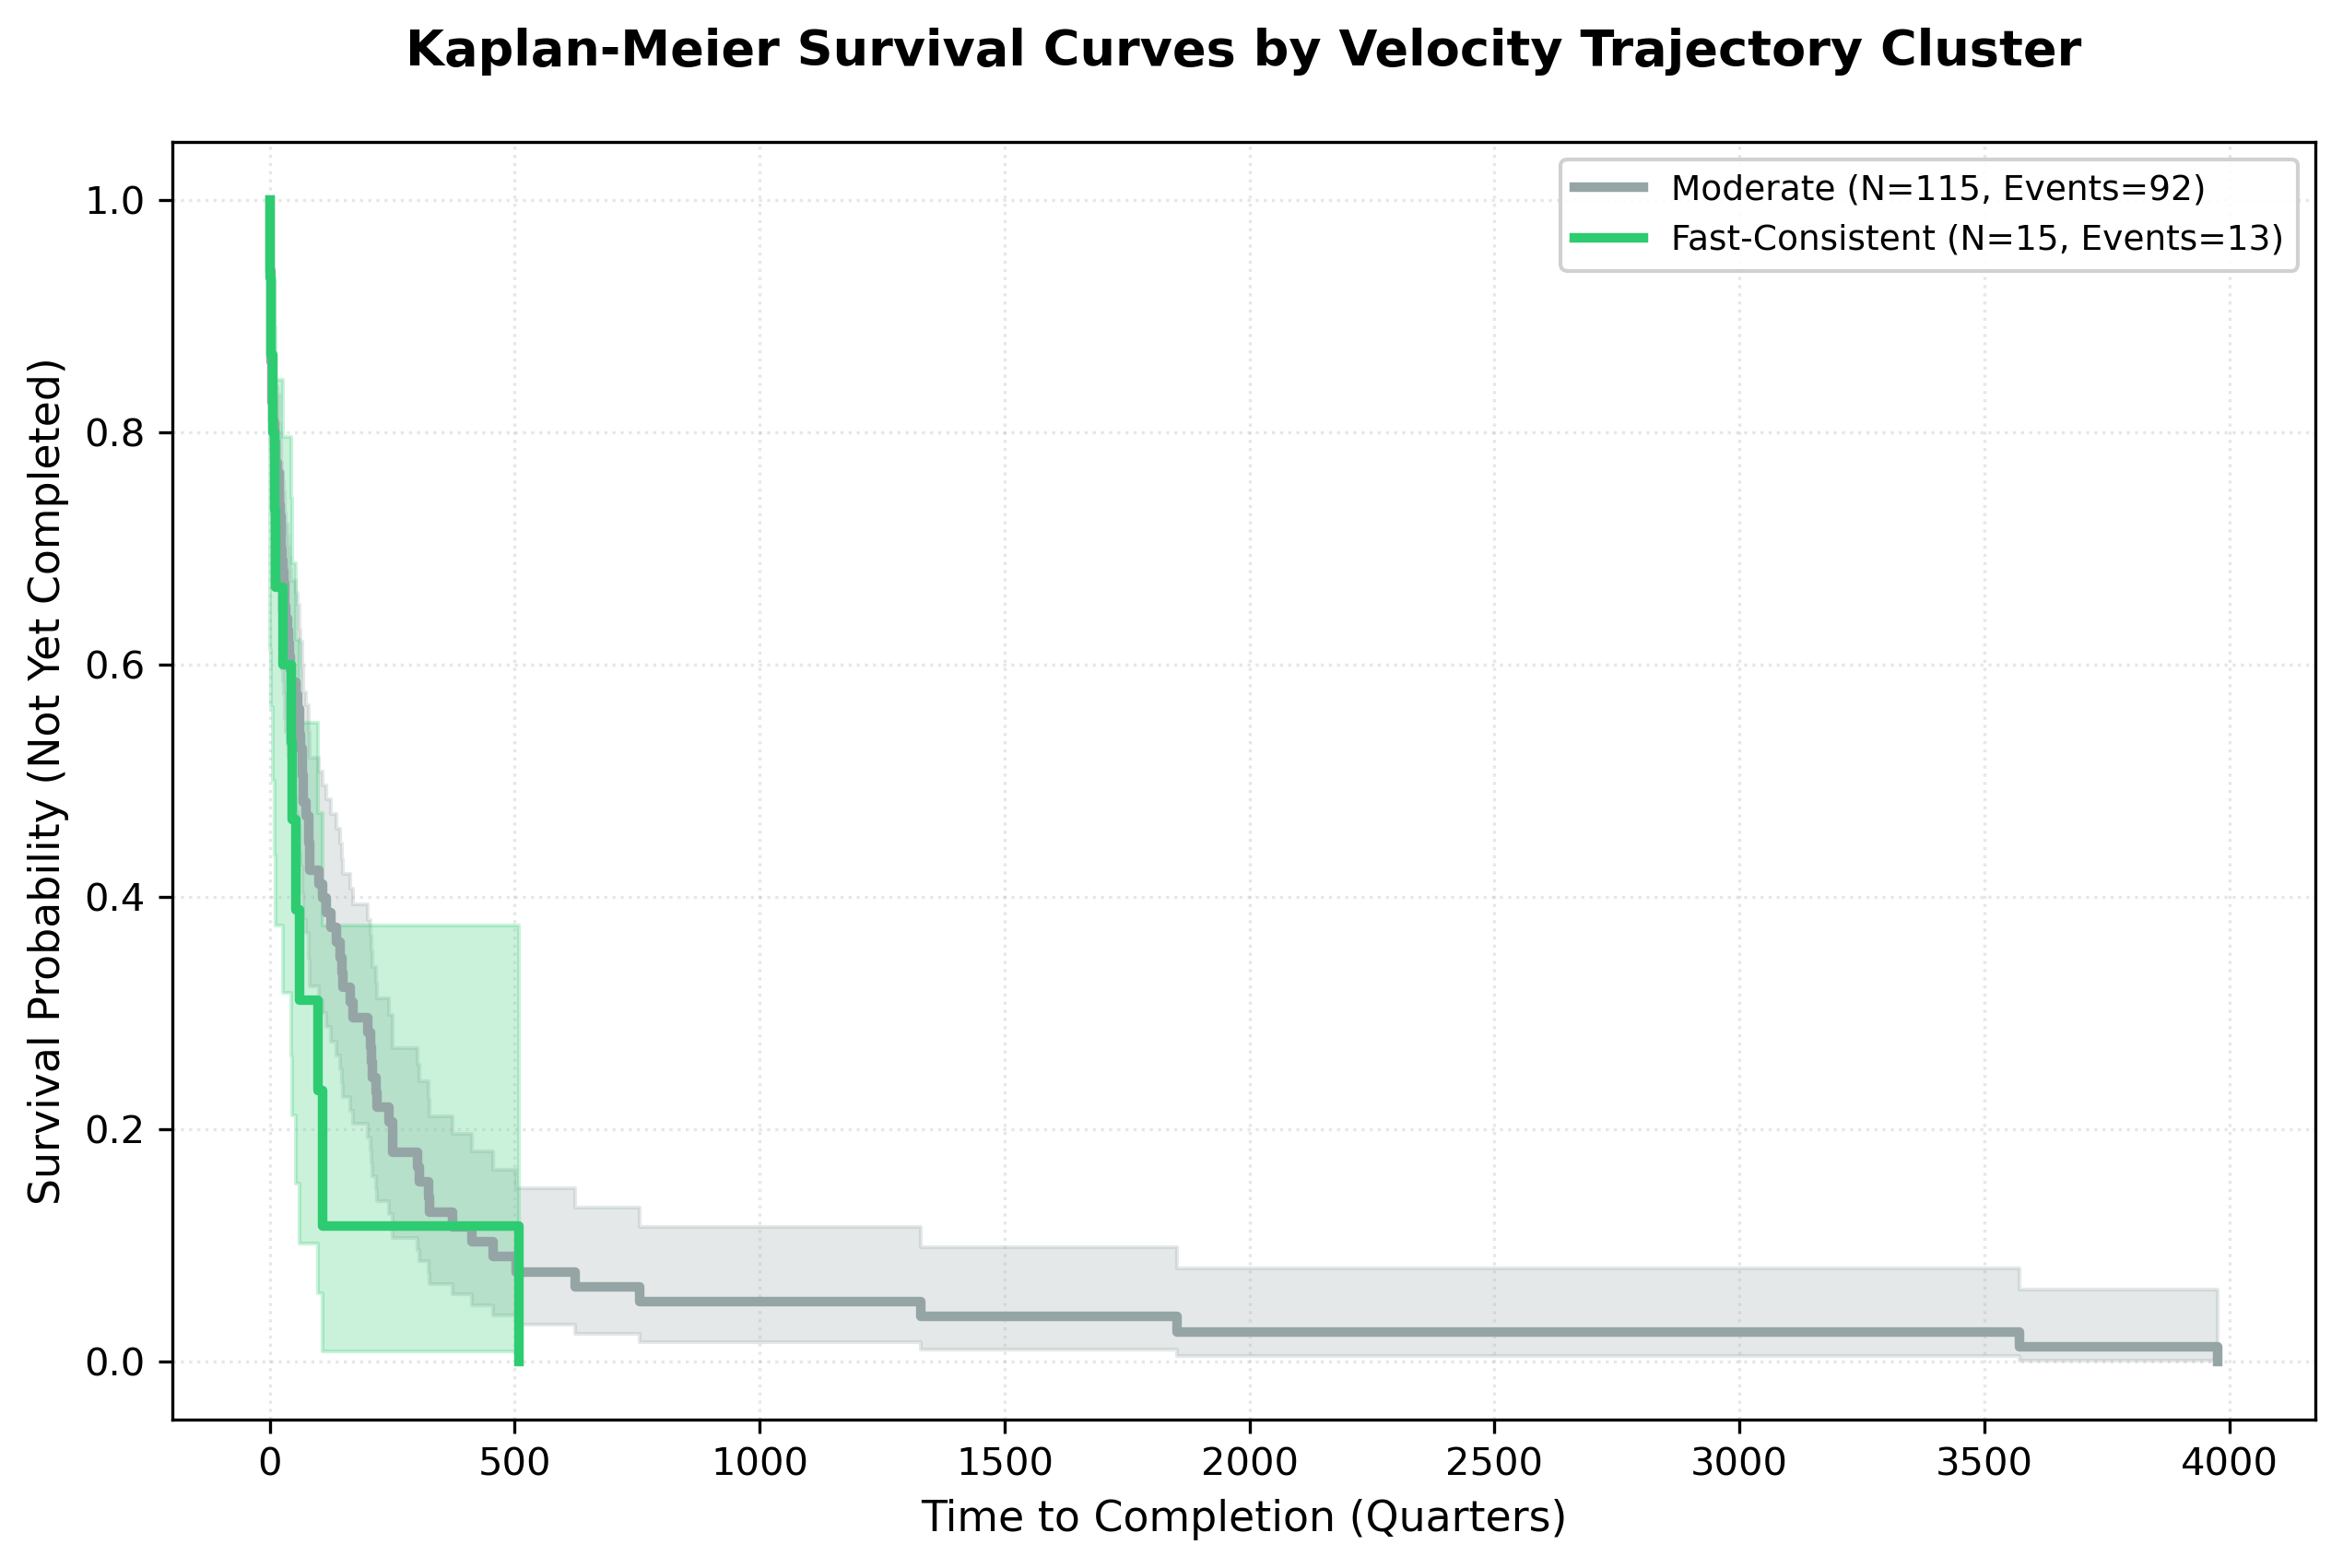 Kaplan-Meier Survival Curves by Velocity Trajectory Cluster
Moderate (N=115, Events=92)
Fast-Consistent (N=15, Events=13)
Survival Probability (Not Yet Completed)
1.0
0.8
0.6
0.4
0.2
0.0
0 500 1000 1500 2000 2500 3000 3500 4000
Time to Completion (Quarters)